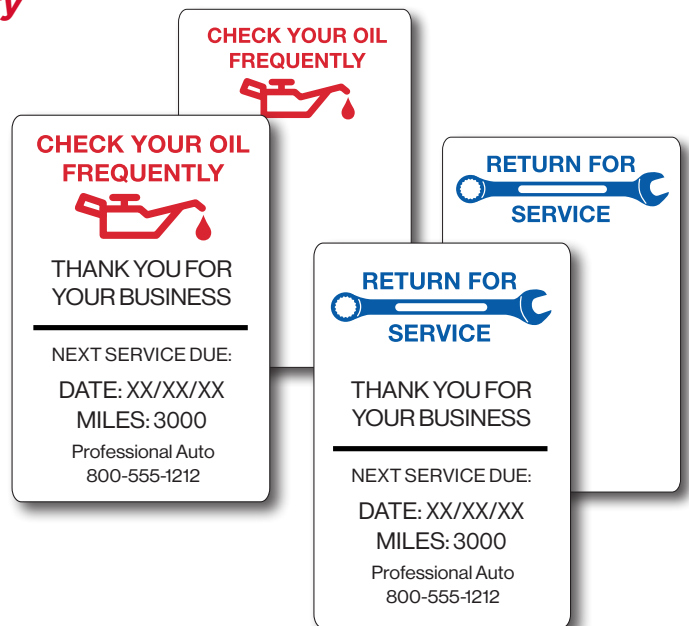 CHECK YOUR OIL
FREQUENTLY
CHECK YOUR OIL
FREQUENTLY
THANK YOU FOR
YOUR BUSINESS
NEXT SERVICE DUE:
DATE: XX/XX/XX
MILES: 3000
Professional Auto
800-555-1212
RETURN FOR
SERVICE
RETURN FOR
SERVICE
THANK YOU FOR
YOUR BUSINESS
NEXT SERVICE DUE:
DATE: XX/XX/XX
MILES: 3000
Professional Auto
800-555-1212